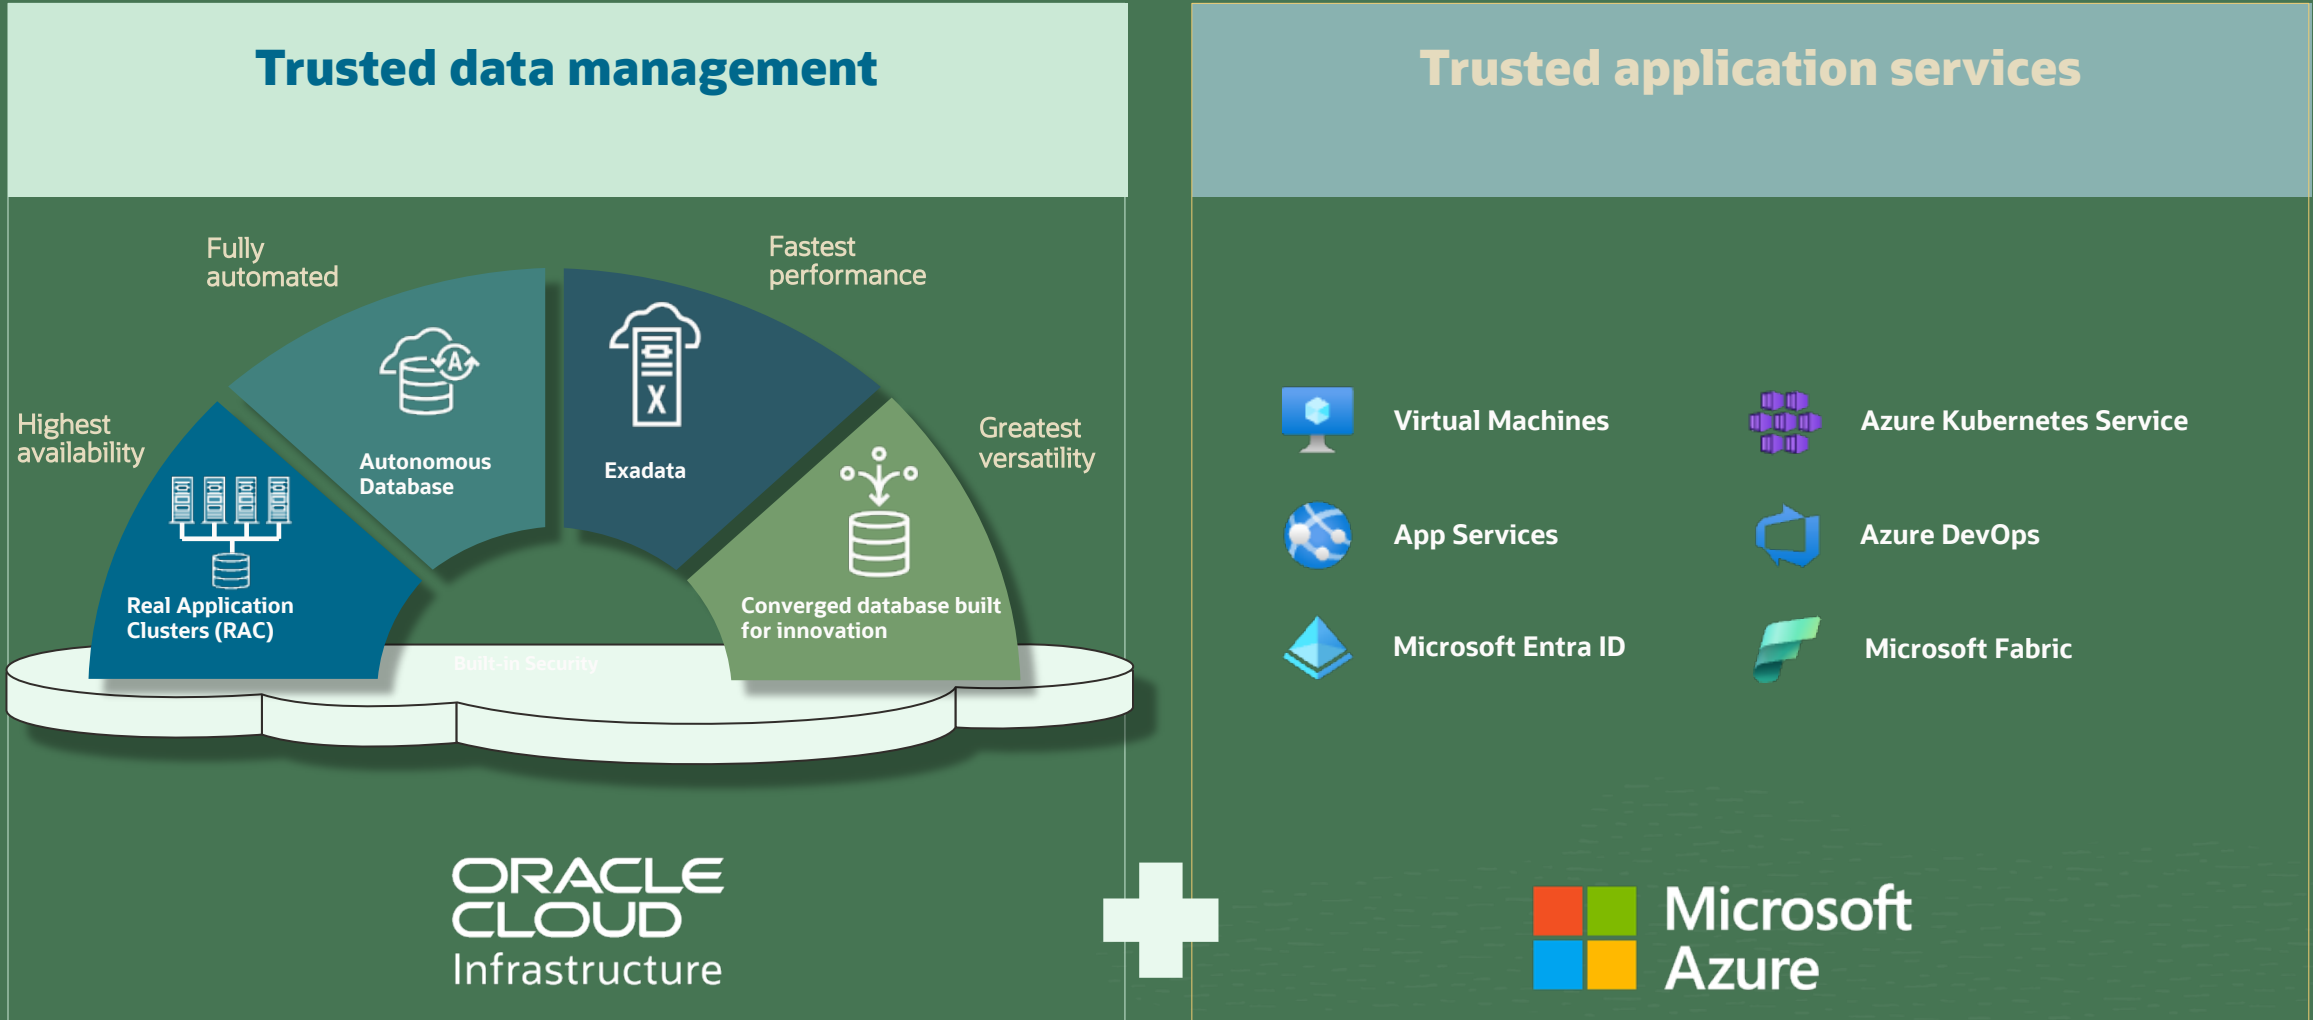 Trusted data management
Fully
automated
Fastest
performance
Highest
availability
Greatest
versatility
A
X
Autonomous
Database
Exadata
Real Application
Clusters (RAC)
Converged database built
for innovation
Built-in Security
ORACLE
CLOUD
Infrastructure
Trusted application services
Virtual Machines
Azure Kubernetes Service
App Services
Azure DevOps
Microsoft Entra ID
Microsoft Fabric
Microsoft
Azure